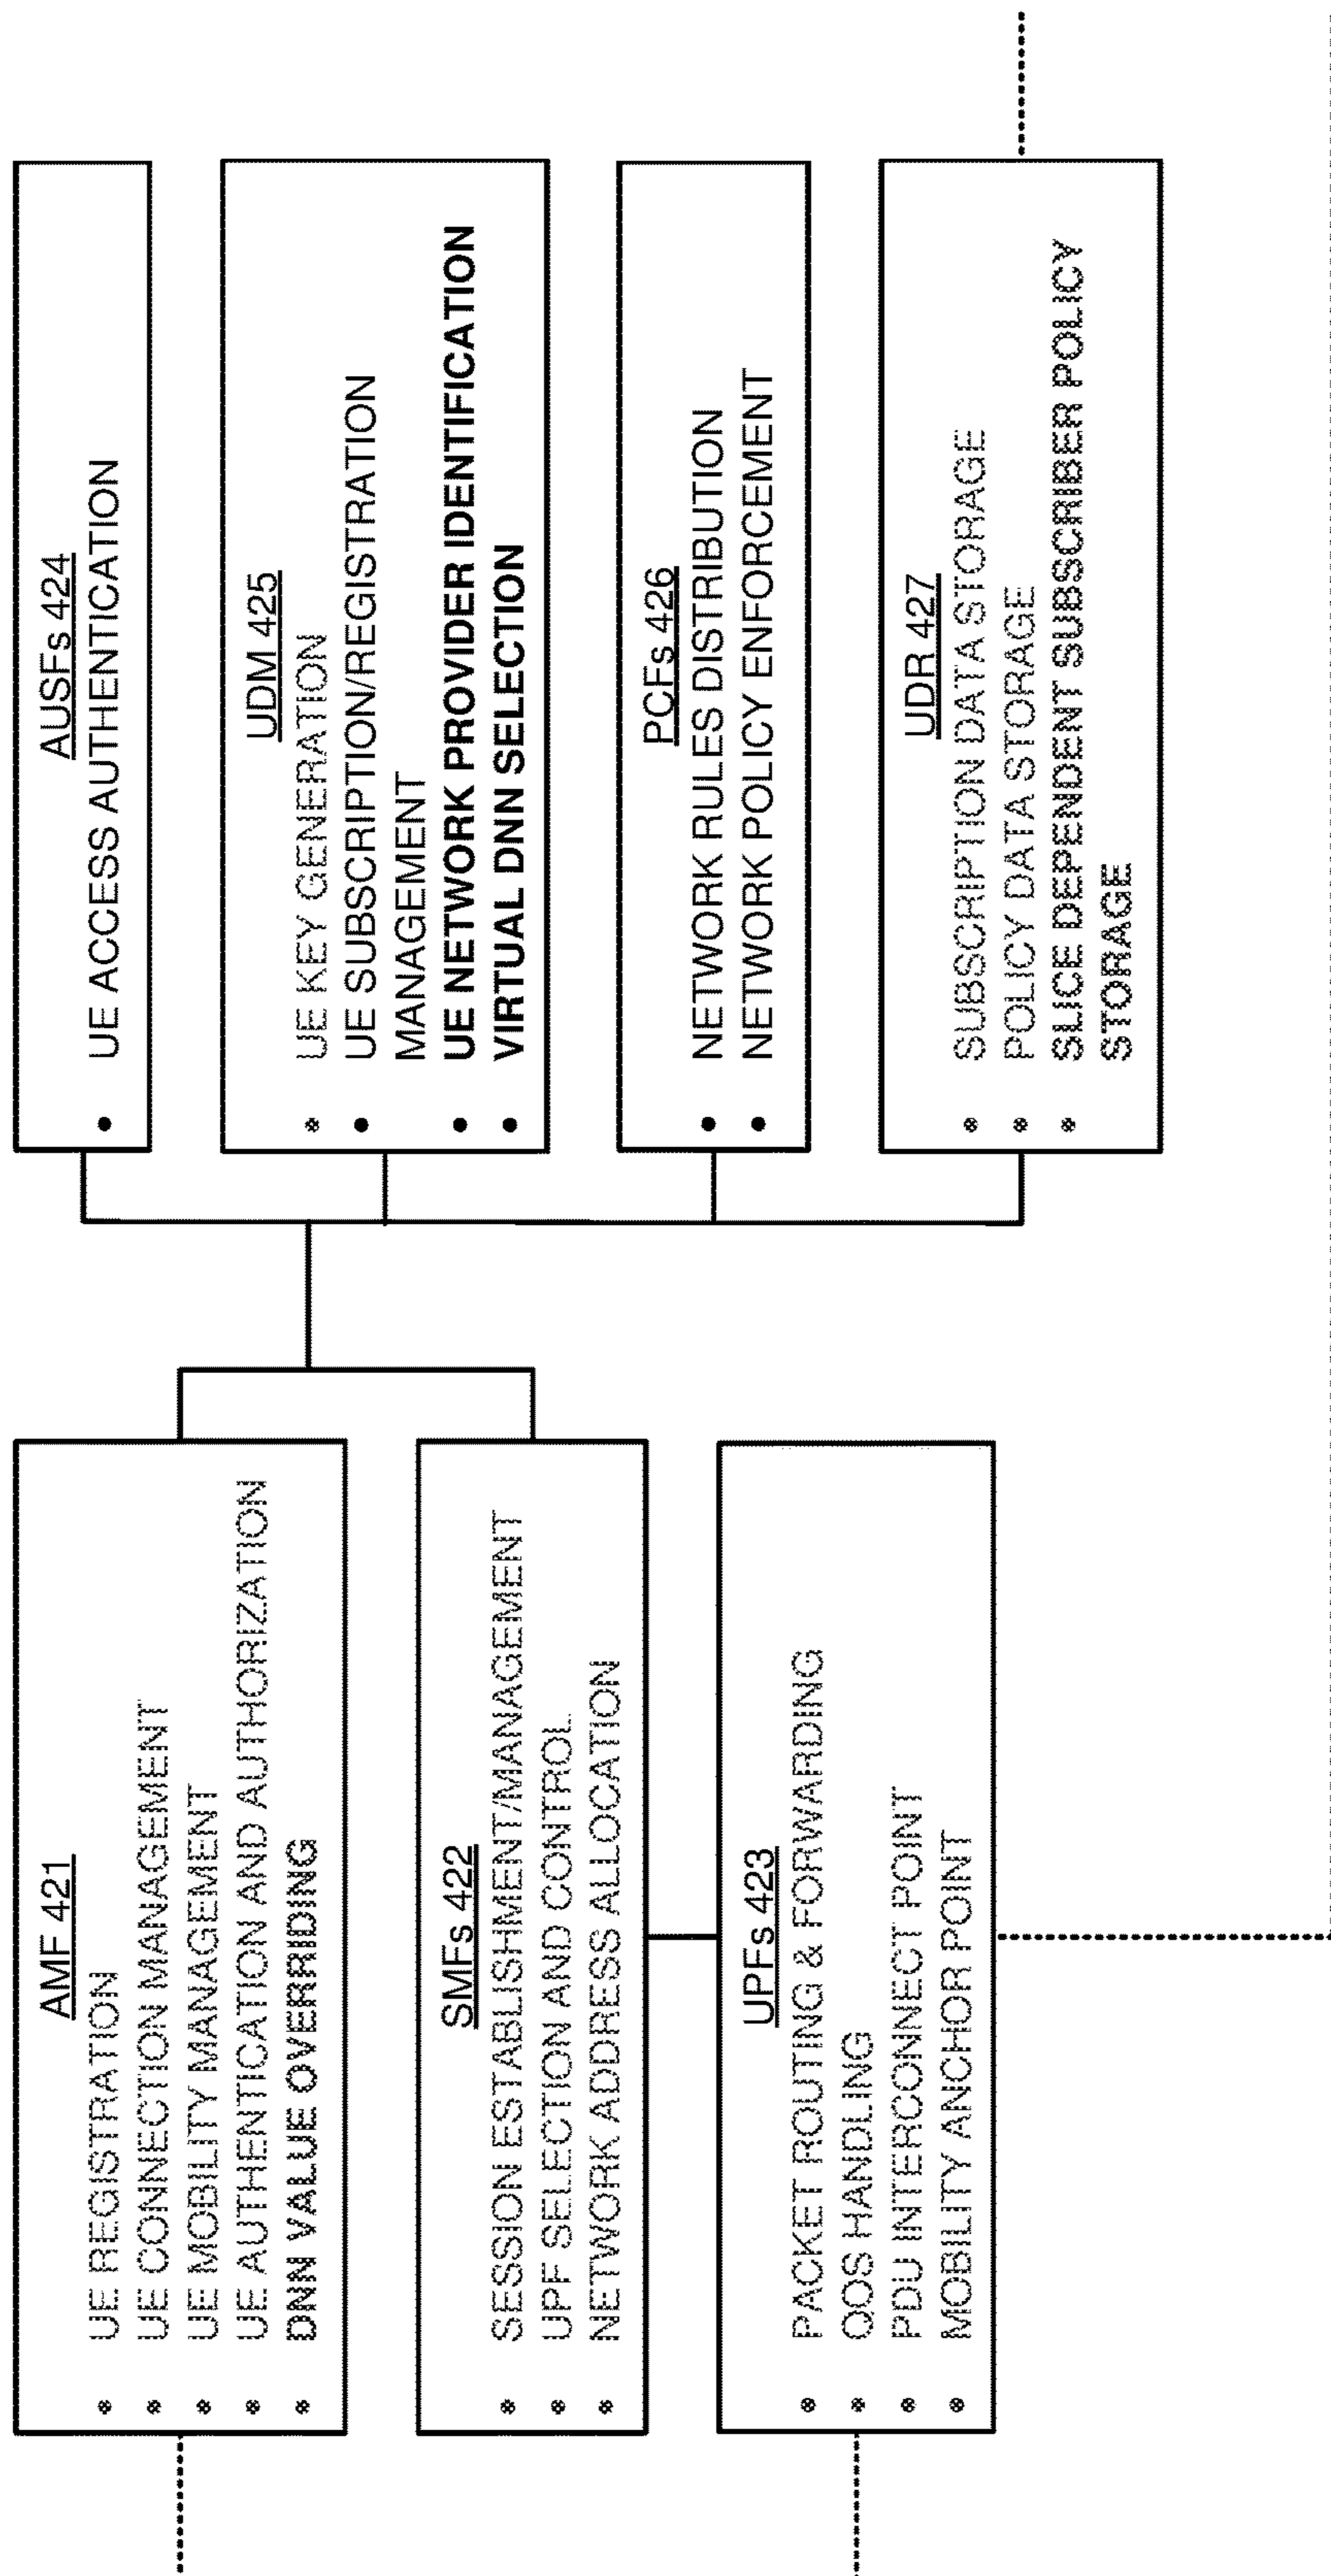 AMF 421
• UE REGISTRATION
• UE CONNECTION MANAGEMENT
• UE MOBILITY MANAGEMENT
• UE AUTHENTICATION AND AUTHORIZATION
• DNN VALUE OVERRIDING
SMFs 422
• SESSION ESTABLISHMENT/MANAGEMENT
• UPF SELECTION AND CONTROL
• NETWORK ADDRESS ALLOCATION
UPFs 423
• PACKET ROUTING & FORWARDING
• QOS HANDLING
• PDU INTERCONNECT POINT
• MOBILITY ANCHOR POINT
AUSFs 424
• UE ACCESS AUTHENTICATION
UDM 425
• UE KEY GENERATION
• UE SUBSCRIPTION/REGISTRATION
MANAGEMENT
• UE NETWORK PROVIDER IDENTIFICATION
• VIRTUAL DNN SELECTION
PCFs 426
• NETWORK RULES DISTRIBUTION
• NETWORK POLICY ENFORCEMENT
UDR 427
• SUBSCRIPTION DATA STORAGE
• POLICY DATA STORAGE
• SLICE DEPENDENT SUBSCRIBER POLICY
STORAGE